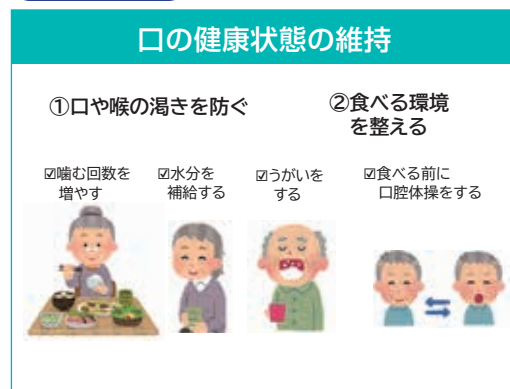 口の健康状態の維持
①口や喉の渇きを防ぐ
②食べる環境
を整える
☑噛む回数を
増やす
☑水分を
補給する
☑うがいを
する
☑食べる前に
口腔体操をする